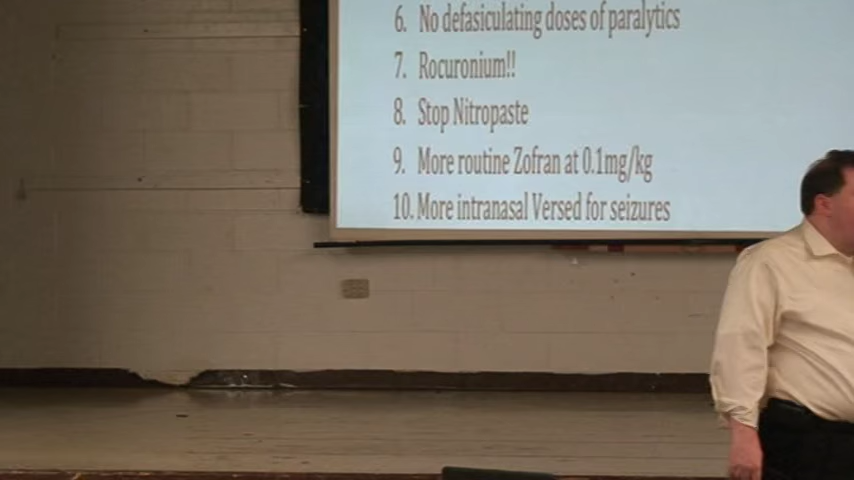 6. No defasiculating doses of paralytics
7. Rocuronium!!
8. Stop Nitropaste
9. More routine Zofran at 0.1mg/kg
10. More intranasal Versed for seizures